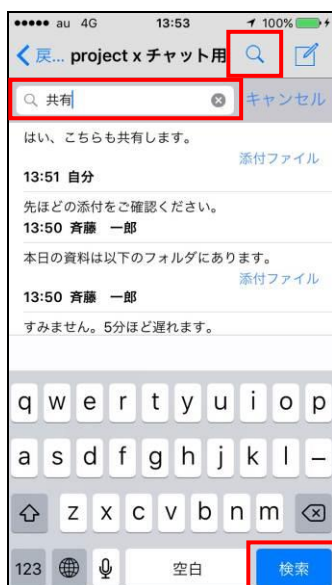 au 4G 13:53 100%
戻... project x チャット用
共有 キャンセル
はい、こちらも共有します。
添付ファイル
13:51 自分
先ほどの添付をご確認ください。
13:50 斉藤　一郎
本日の資料は以下のフォルダにあります。
添付ファイル
13:50 斉藤　一郎
すみません。5分ほど遅れます。
q w e r t y u i o p
a s d f g h j k l ー
z x c v b n m
123 空白 検索